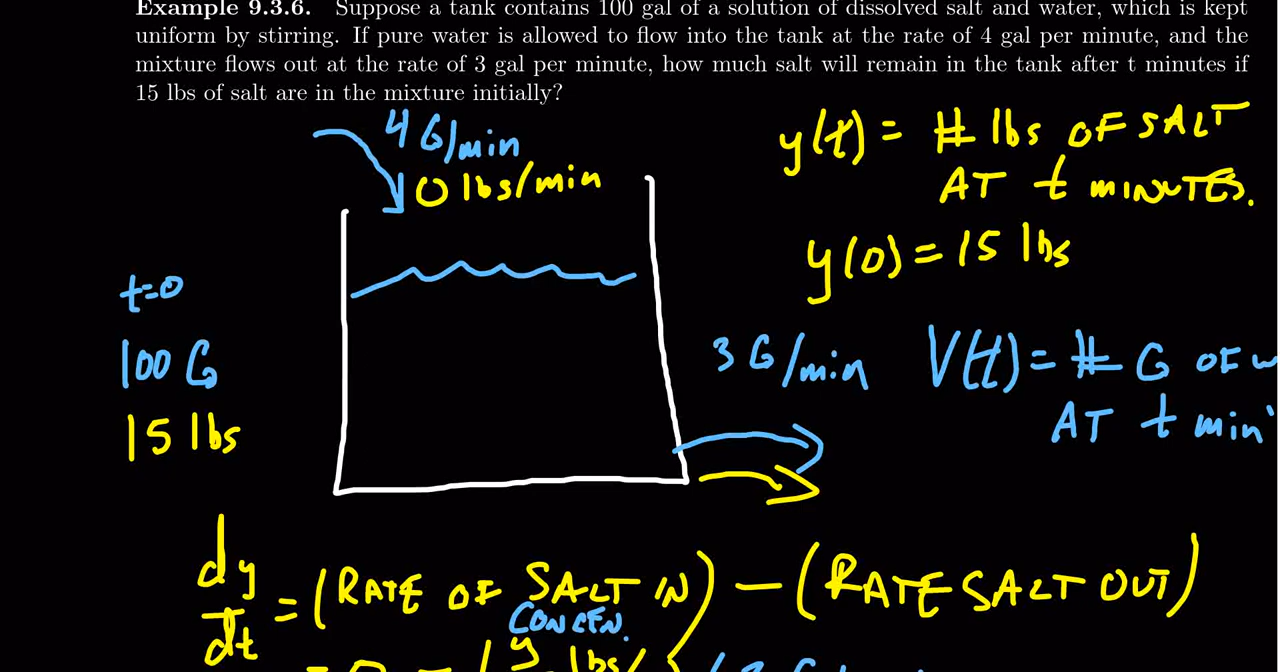 Example 9.3.6. Suppose a tank contains 100 gal of a solution of dissolved salt and water, which is kept
uniform by stirring. If pure water is allowed to flow into the tank at the rate of 4 gal per minute, and the
mixture flows out at the rate of 3 gal per minute, how much salt will remain in the tank after t minutes if
15 lbs of salt are in the mixture initially?
4 G/min
0 lbs/min
y(t) = # lbs OF SALT
AT t MINUTES.
y(0) = 15 lbs
t=0
100 G
15 lbs
3 G/min
V(t) = # G OF
AT t min
dy/dt = (RATE OF SALT IN) - (RATE SALT OUT)
CONCEN.
= 0 - (y lbs/